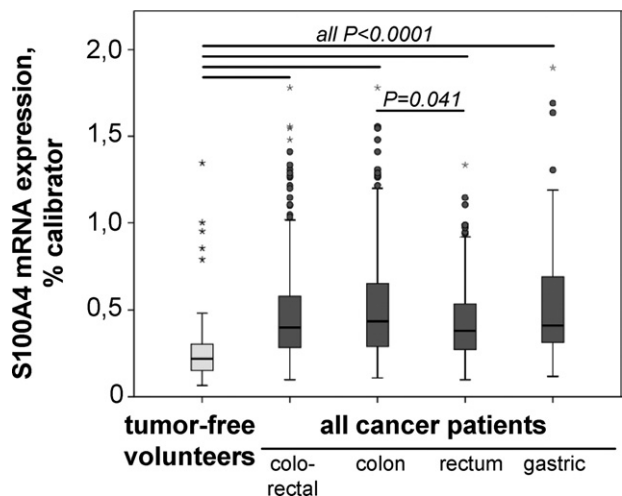 S100A4 mRNA expression,
% calibrator
2,0
1,5
1,0
0,5
0
all P<0.0001
P=0.041
tumor-free
volunteers
all cancer patients
colo-
rectal
colon
rectum
gastric